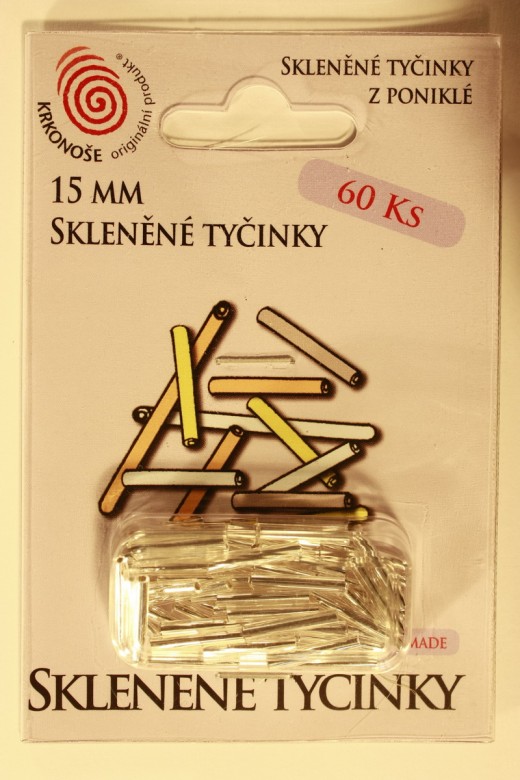 KRKONOŠE originální produkt®
SKLENĚNÉ TYČINKY
Z PONIKLÉ
15 MM
SKLENĚNÉ TYČINKY
60 KS
MADE
SKLENENE TYCINKY